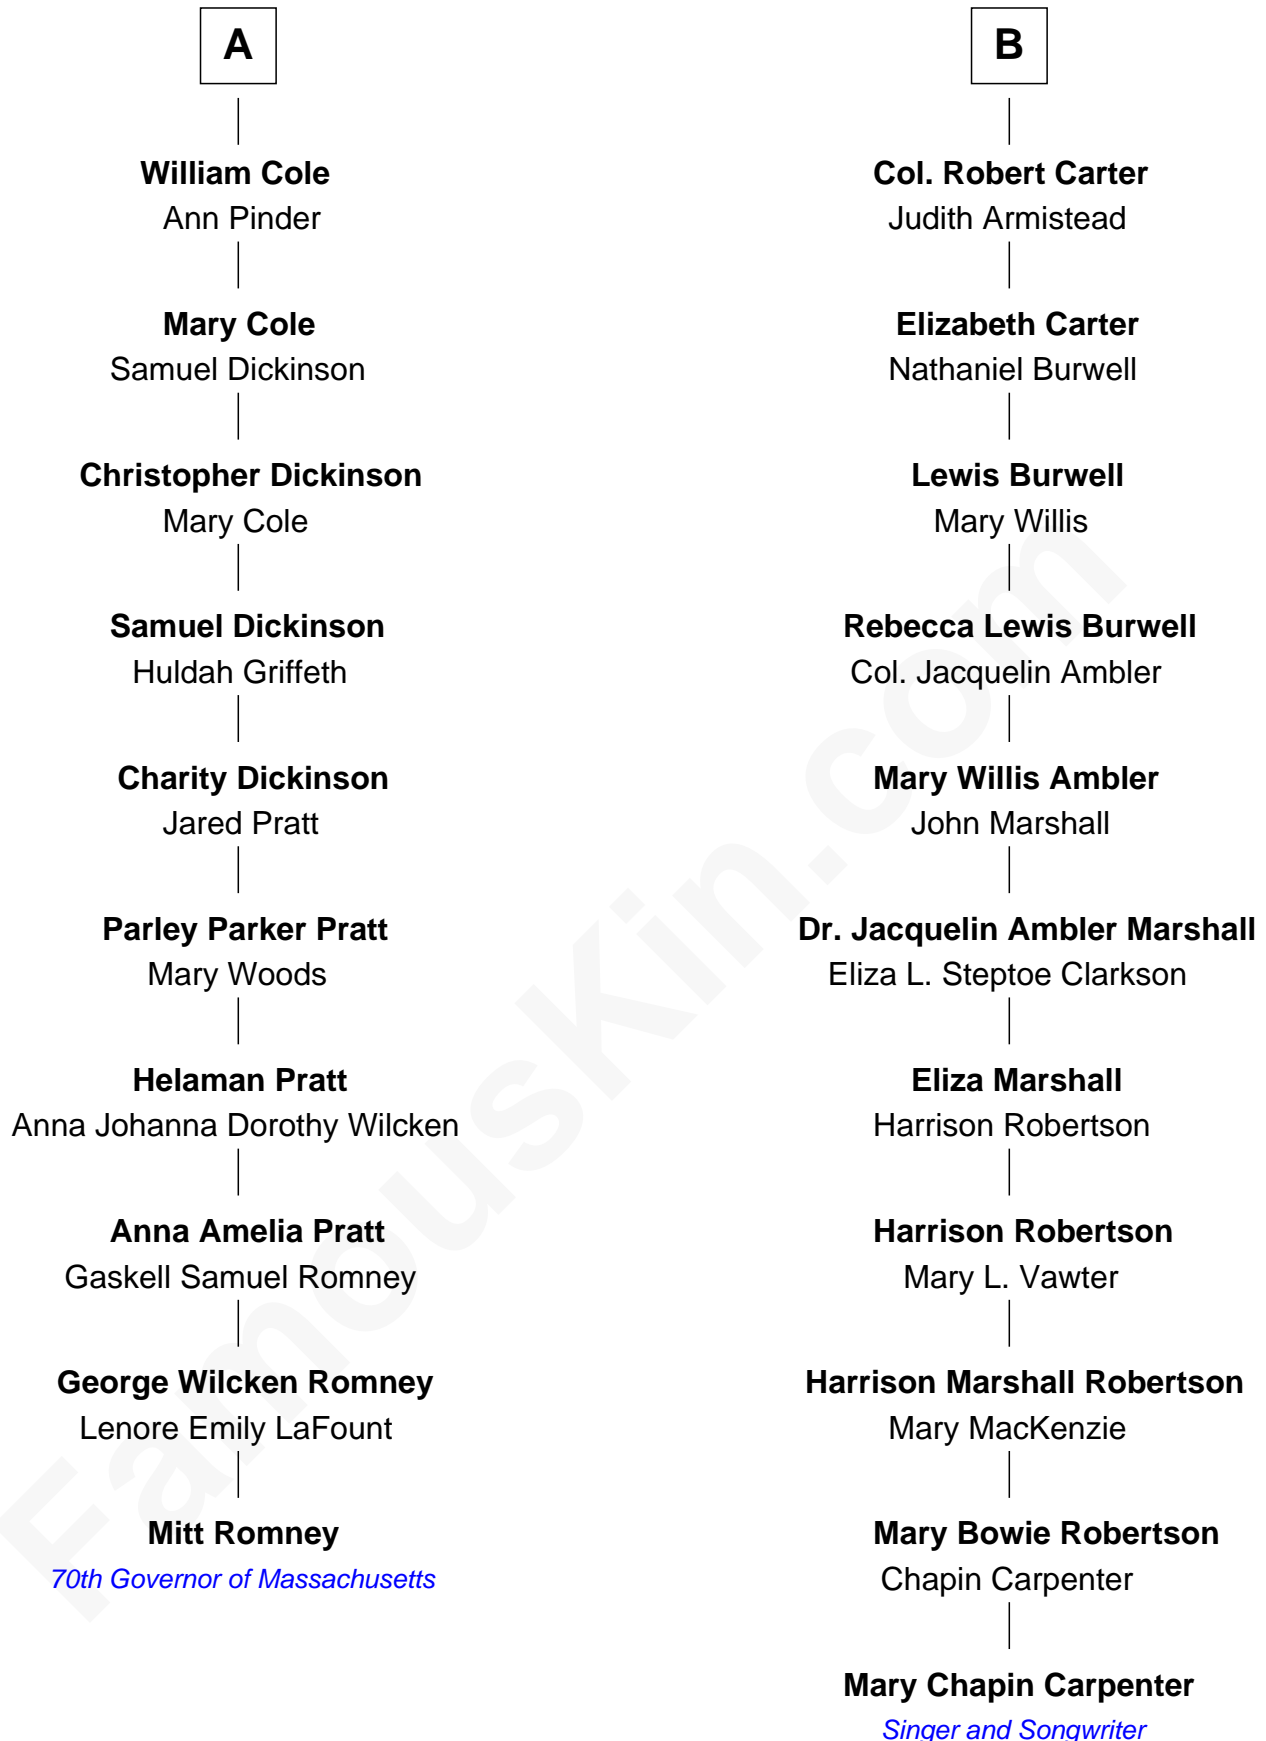 A
William Cole
Ann Pinder
Mary Cole
Samuel Dickinson
Christopher Dickinson
Mary Cole
Samuel Dickinson
Huldah Griffeth
Charity Dickinson
Jared Pratt
Parley Parker Pratt
Mary Woods
Helaman Pratt
Anna Johanna Dorothy Wilcken
Anna Amelia Pratt
Gaskell Samuel Romney
George Wilcken Romney
Lenore Emily LaFount
Mitt Romney
70th Governor of Massachusetts
B
Col. Robert Carter
Judith Armistead
Elizabeth Carter
Nathaniel Burwell
Lewis Burwell
Mary Willis
Rebecca Lewis Burwell
Col. Jacquelin Ambler
Mary Willis Ambler
John Marshall
Dr. Jacquelin Ambler Marshall
Eliza L. Steptoe Clarkson
Eliza Marshall
Harrison Robertson
Harrison Robertson
Mary L. Vawter
Harrison Marshall Robertson
Mary MacKenzie
Mary Bowie Robertson
Chapin Carpenter
Mary Chapin Carpenter
Singer and Songwriter
FamousKin.com